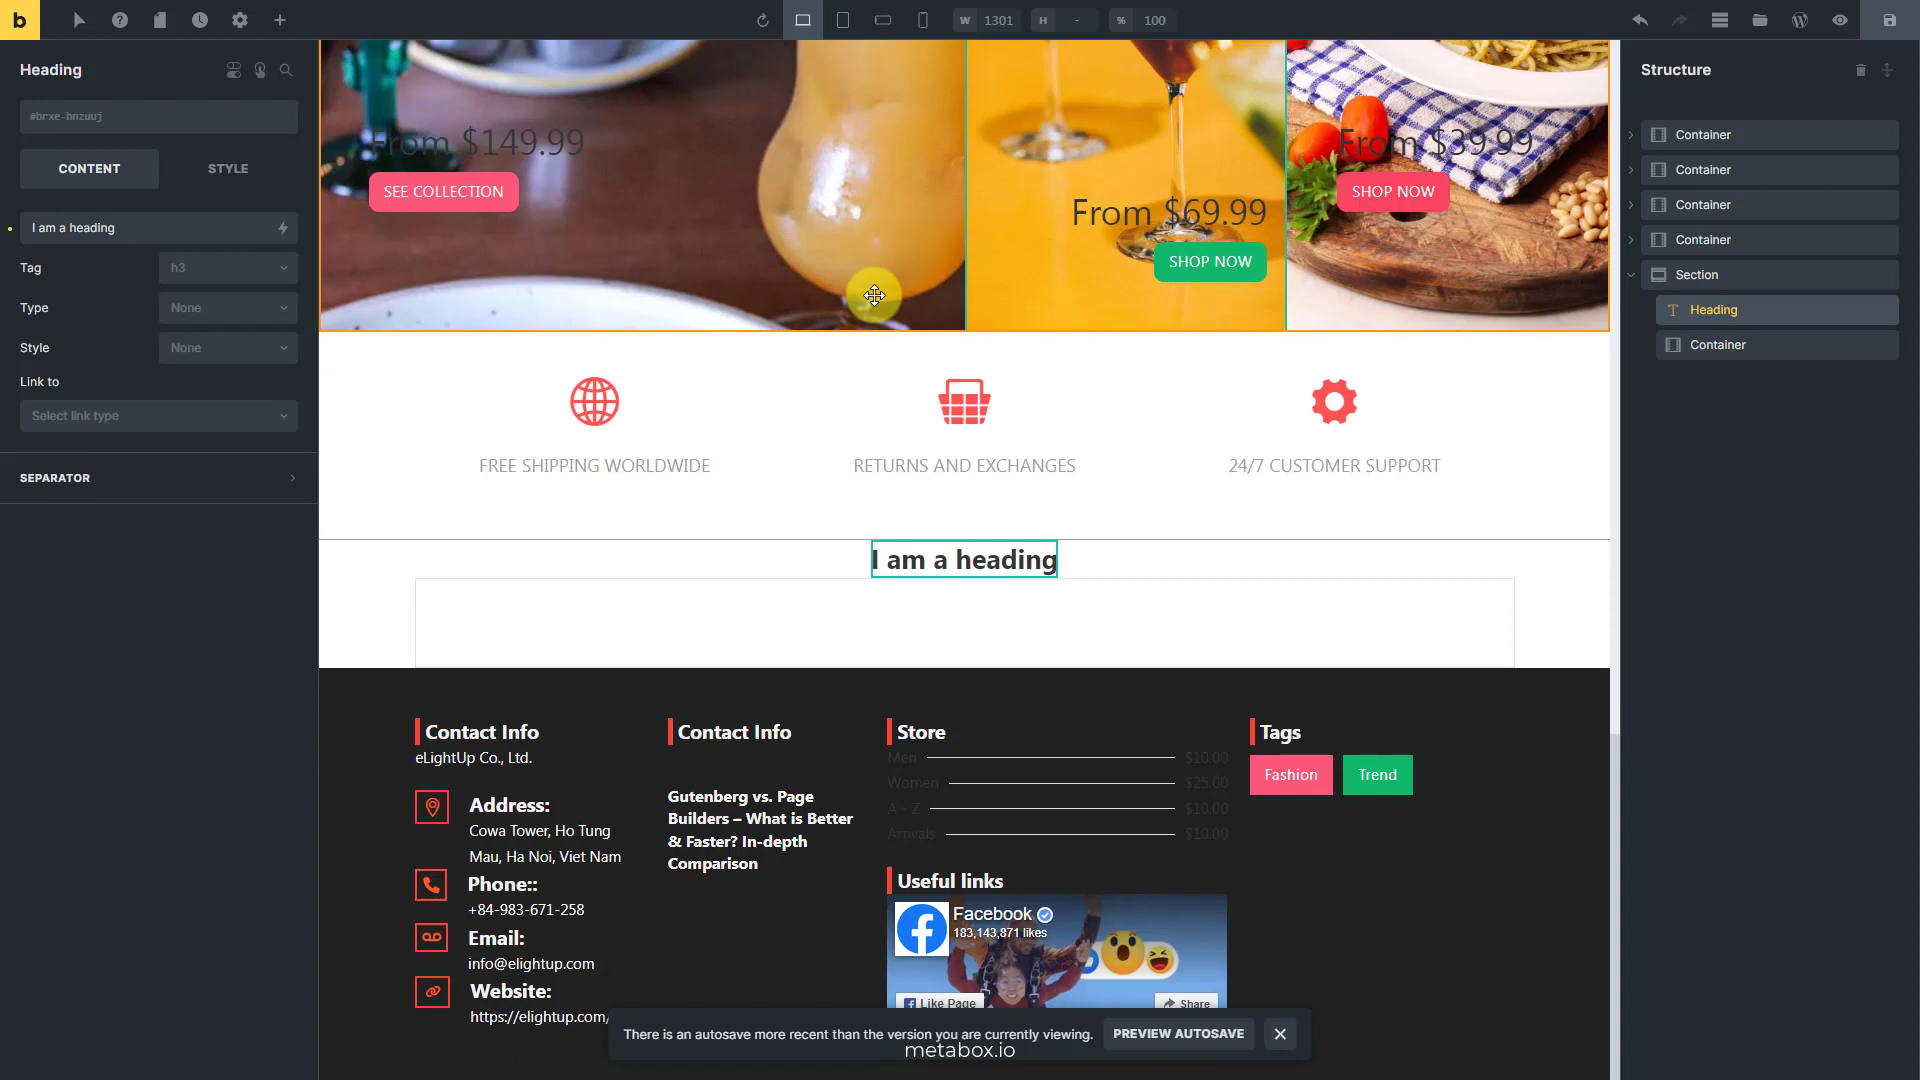 b
W 1301 H - % 100
Heading
#brxe-hnzuuj
CONTENT STYLE
I am a heading
Tag h3
Type None
Style None
Link to
Select link type
SEPARATOR
From $149.99
SEE COLLECTION
From $69.99
SHOP NOW
From $39.99
SHOP NOW
FREE SHIPPING WORLDWIDE
RETURNS AND EXCHANGES
24/7 CUSTOMER SUPPORT
I am a heading
Contact Info
eLightUp Co., Ltd.
Address:
Cowa Tower, Ho Tung
Mau, Ha Noi, Viet Nam
Phone::
+84-983-671-258
Email:
info@elightup.com
Website:
https://elightup.com/
Contact Info
Gutenberg vs. Page
Builders – What is Better
& Faster? In-depth
Comparison
Store
Men $10.00
Women $25.00
A - Z $10.00
Arrivals $10.00
Useful links
Facebook
183,143,871 likes
Like Page
Share
Tags
Fashion
Trend
There is an autosave more recent than the version you are currently viewing. PREVIEW AUTOSAVE
metabox.io
Structure
Container
Container
Container
Container
Section
Heading
Container